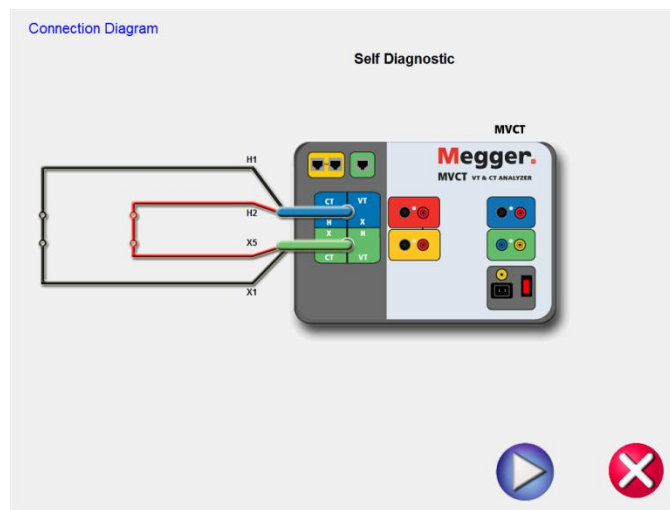 Connection Diagram
Self Diagnostic
MVCT
Megger.
MVCT VT & CT ANALYZER
H1
H2
X5
X1
CT VT
H X
X H
CT VT